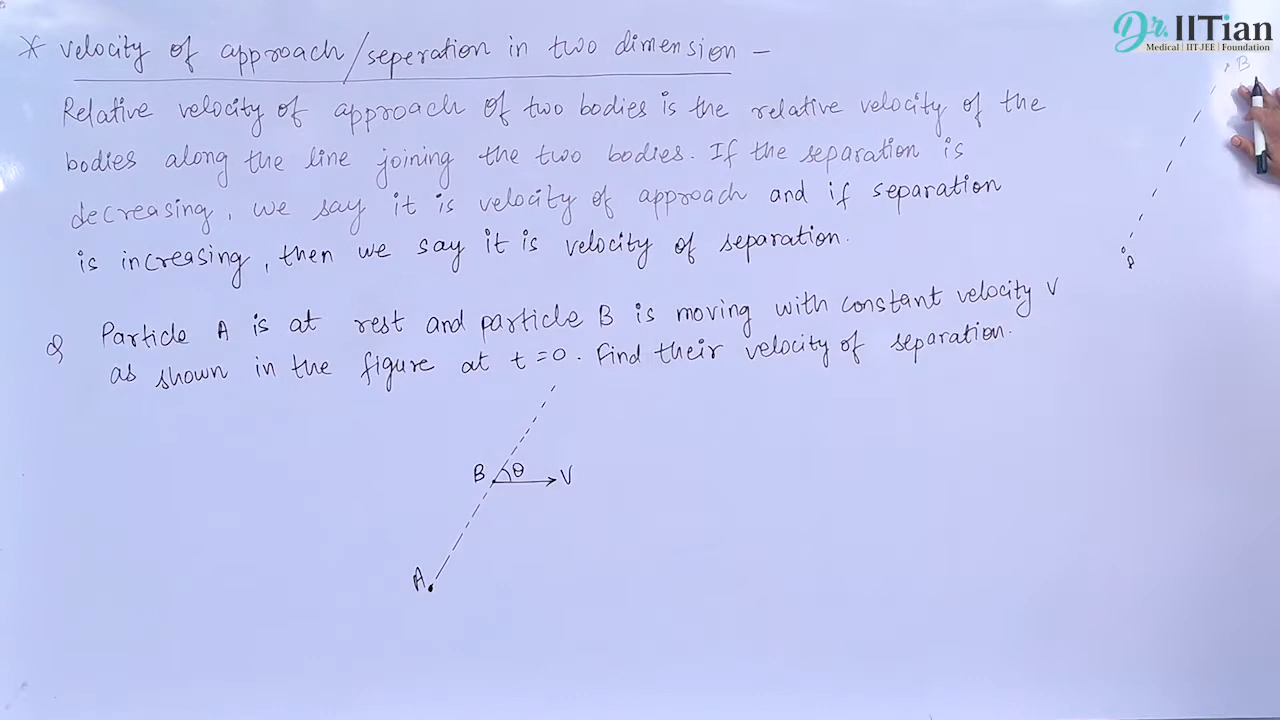 * velocity of approach/seperation in two dimension -
Relative velocity of approach of two bodies is the relative velocity of the
bodies along the line joining the two bodies. If the separation is
decreasing, we say it is velocity of approach and if separation
is increasing, then we say it is velocity of separation.
Q Particle A is at rest and particle B is moving with constant velocity v
as shown in the figure at t=0. Find their velocity of separation.
B θ V
A
Dr. IITian
Medical | IIT-JEE | Foundation
B
A